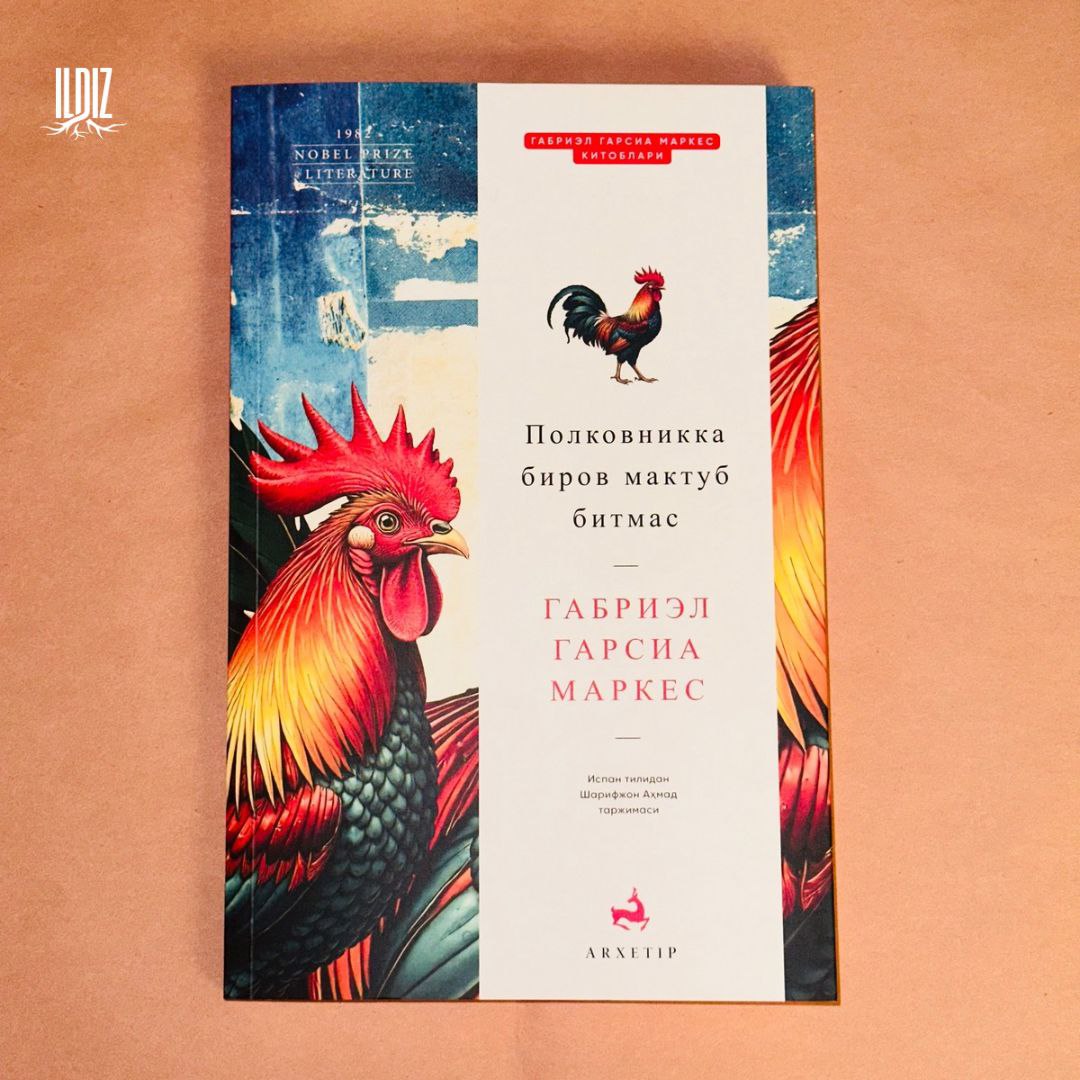 ILDIZ
1982
NOBEL PRIZE
LITERATURE
ГАБРИЭЛ ГАРСИА МАРКЕС
КИТОБЛАРИ
Полковникка
биров мактуб
битмас
ГАБРИЭЛ
ГАРСИА
МАРКЕС
Испан тилидан
Шарифжон Аҳмад
таржимаси
ARXETIP